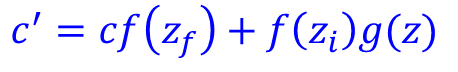 c′ = cf(z_f) + f(z_i)g(z)